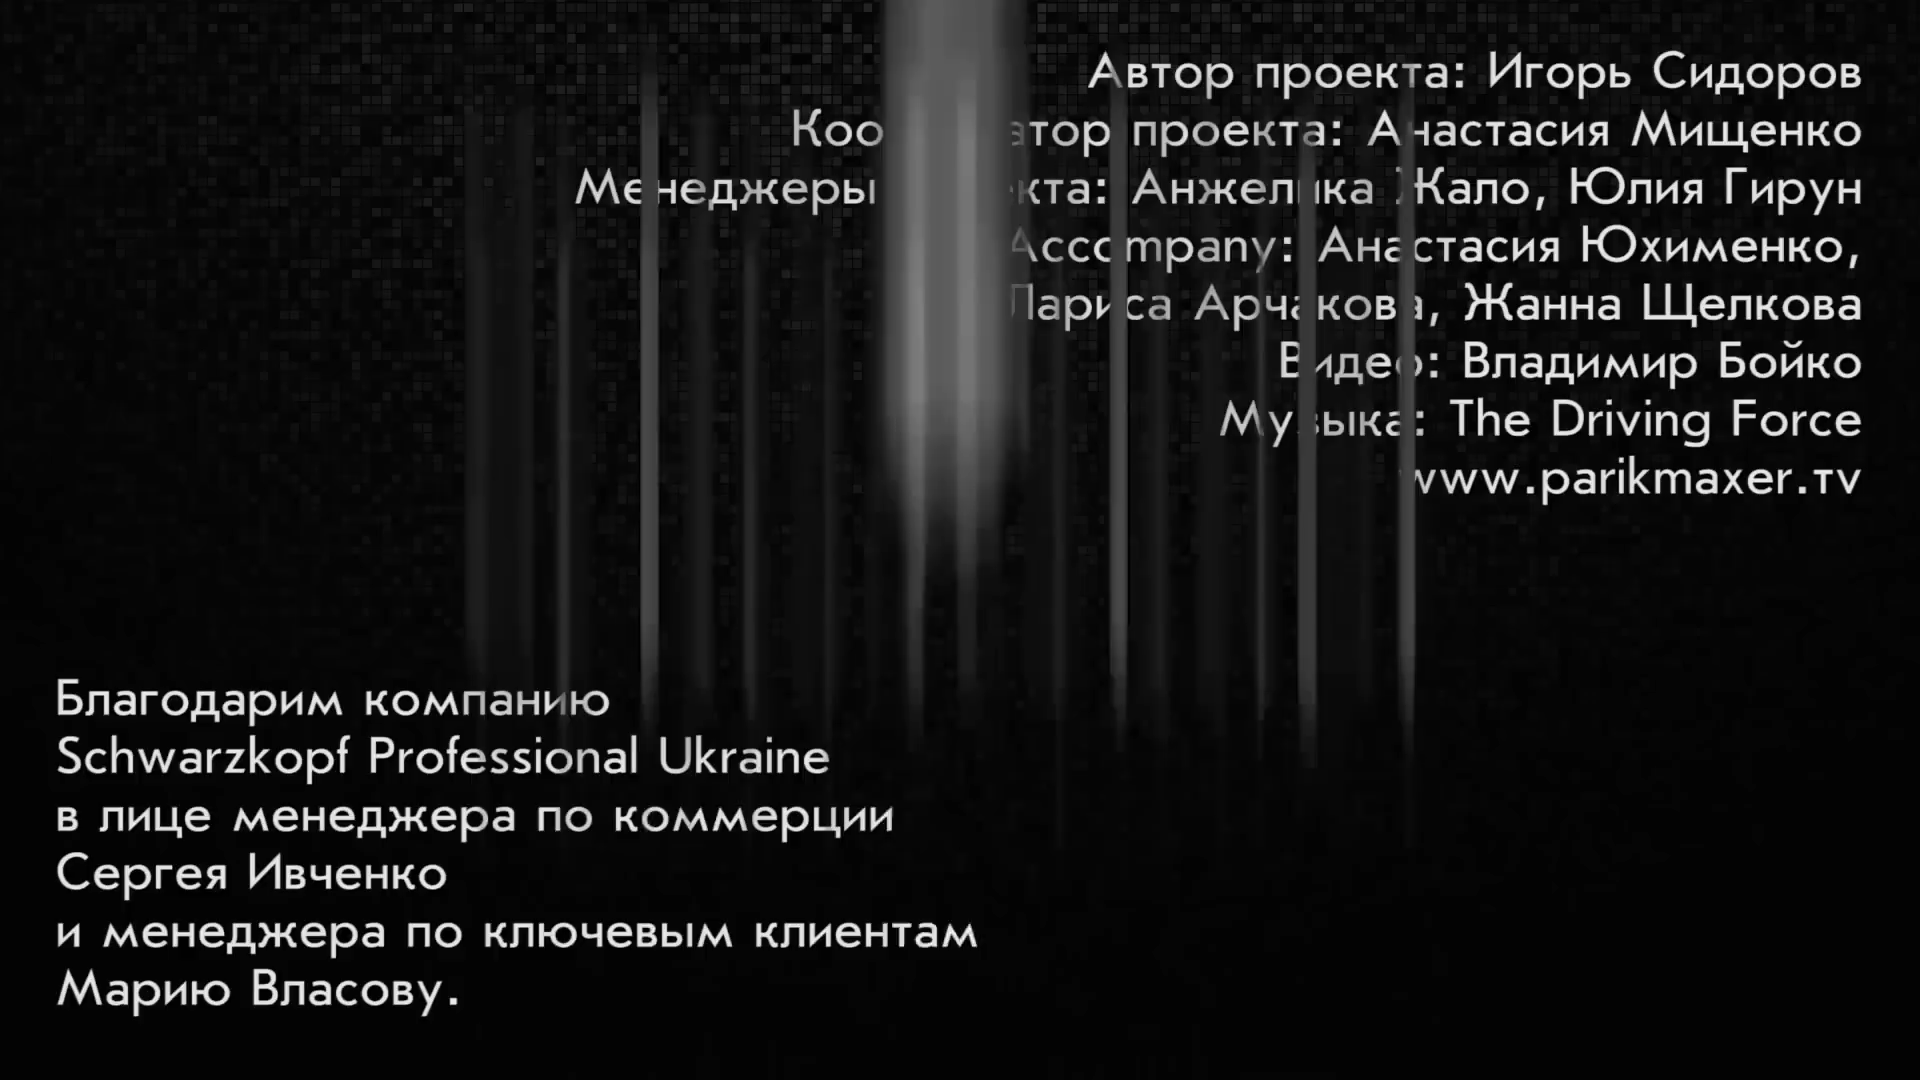 Автор проекта: Игорь Сидоров
проекта: Анастасия Мищенко
Менеджеры Анжелика Жало, Юлия Гирун
Accompany: Анастасия Юхименко,
Лариса Арчакова, Жанна Щелкова
Видео: Владимир Бойко
Музыка: The Driving Force
www.parikmaxer.tv
Благодарим компанию
Schwarzkopf Professional Ukraine
в лице менеджера по коммерции
Сергея Ивченко
и менеджера по ключевым клиентам
Марию Власову.